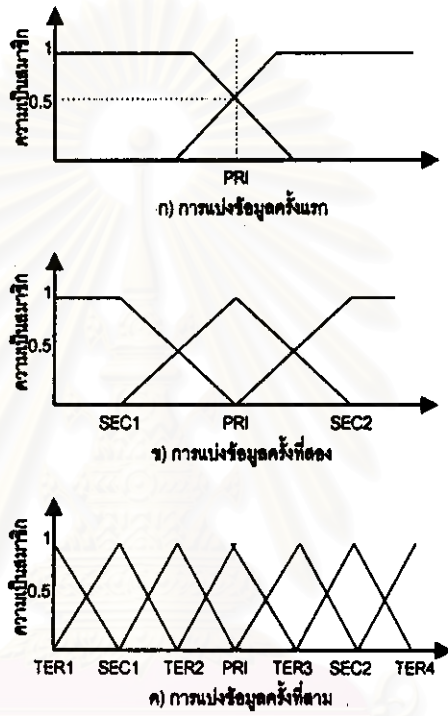 ความเป็นสมาชิก
1
0.5
PRI
ก) การแบ่งข้อมูลครั้งแรก
ความเป็นสมาชิก
1
0.5
SEC1 PRI SEC2
ข) การแบ่งข้อมูลครั้งที่สอง
ความเป็นสมาชิก
1
0.5
TER1 SEC1 TER2 PRI TER3 SEC2 TER4
ค) การแบ่งข้อมูลครั้งที่สาม